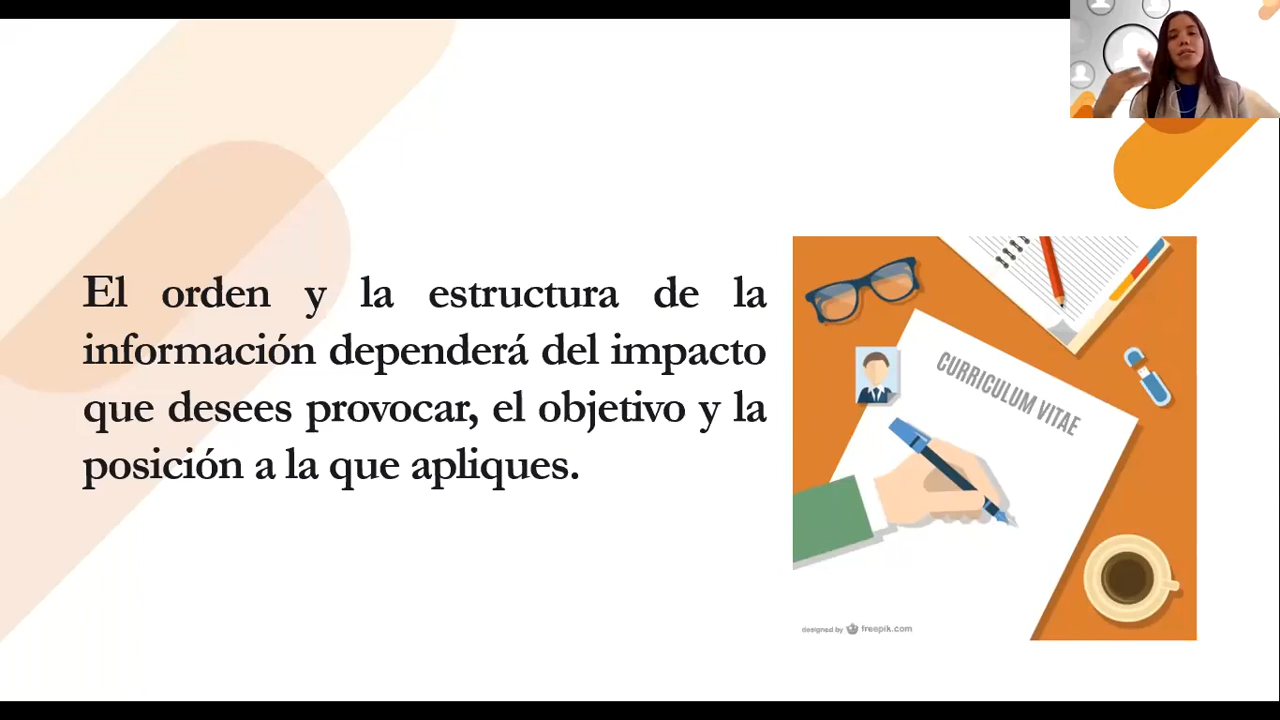 El orden y la estructura de la
información dependerá del impacto
que desees provocar, el objetivo y la
posición a la que apliques.
CURRICULUM VITAE
designed by freepik.com